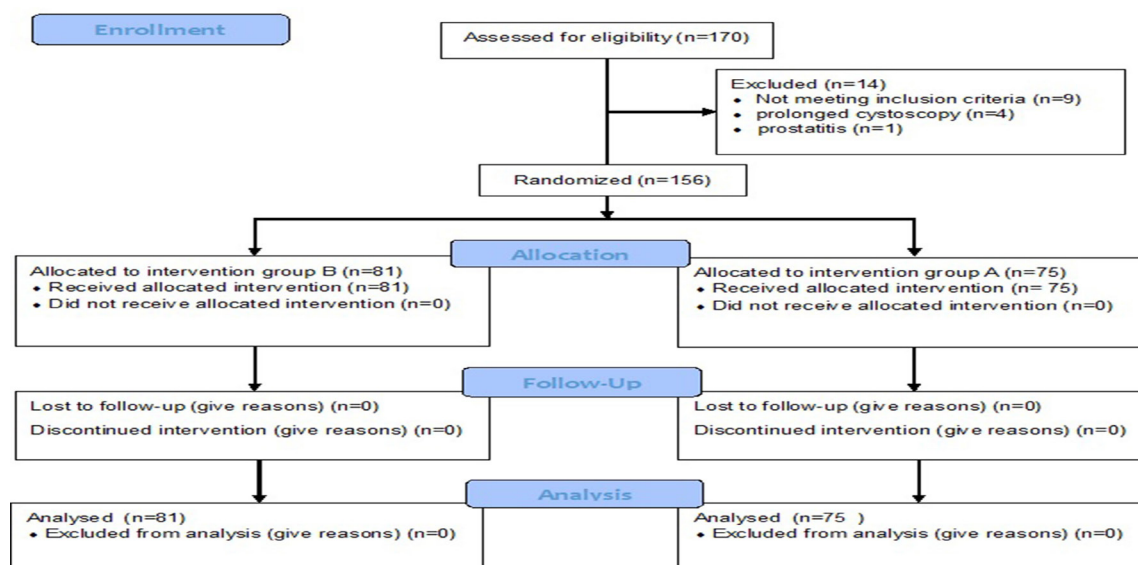 Enrollment
Assessed for eligibility (n=170)
Excluded (n=14)
• Not meeting inclusion criteria (n=9)
• prolonged cystoscopy (n=4)
• prostatitis (n=1)
Randomized (n=156)
Allocation
Allocated to intervention group B (n=81)
• Received allocated intervention (n=81)
• Did not receive allocated intervention (n=0)
Allocated to intervention group A (n=75)
• Received allocated intervention (n= 75)
• Did not receive allocated intervention (n=0)
Follow-Up
Lost to follow-up (give reasons) (n=0)
Discontinued intervention (give reasons) (n=0)
Lost to follow-up (give reasons) (n=0)
Discontinued intervention (give reasons) (n=0)
Analysis
Analysed (n=81)
• Excluded from analysis (give reasons) (n=0)
Analysed (n=75 )
• Excluded from analysis (give reasons) (n=0)